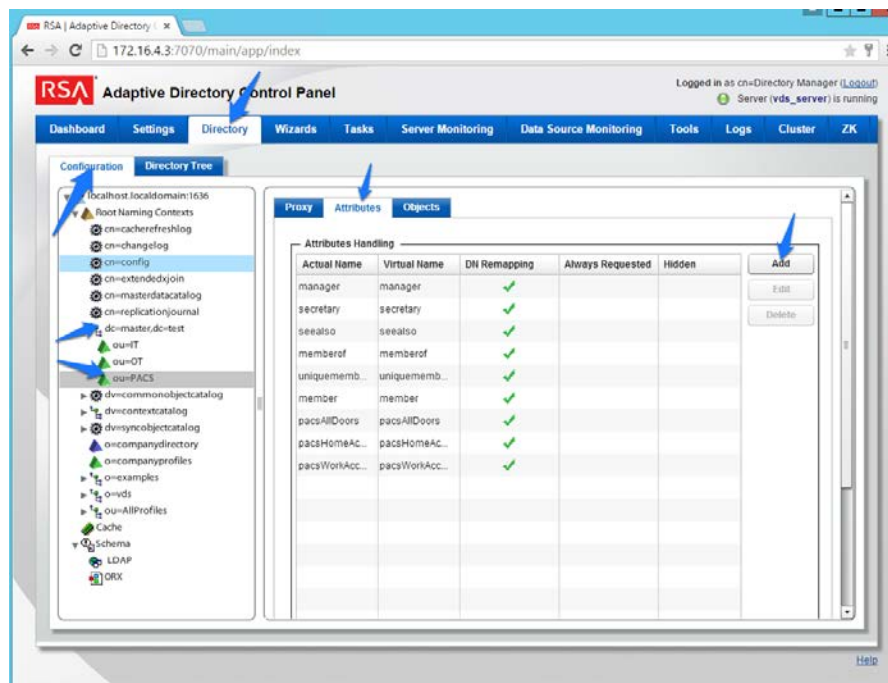 RSA | Adaptive Directory
172.16.4.3:7070/main/app/index
RSA Adaptive Directory Control Panel
Logged in as cn=Directory Manager (Logout)
Server (vds_server) is running
Dashboard Settings Directory Wizards Tasks Server Monitoring Data Source Monitoring Tools Logs Cluster ZK
Configuration Directory Tree
localhost.localdomain:1636
Root Naming Contexts
cn=cacherefreshlog
cn=changelog
cn=config
cn=extendedxjoin
cn=masterdatacatalog
cn=replicationjournal
dc=master,dc=test
ou=IT
ou=OT
ou=PACS
dv=commonobjectcatalog
dv=contextcatalog
dv=syncobjectcatalog
o=companydirectory
o=companyprofiles
o=examples
o=vds
ou=AllProfiles
Cache
Schema
LDAP
ORX
Proxy Attributes Objects
Attributes Handling
Actual Name Virtual Name DN Remapping Always Requested Hidden
manager manager
secretary secretary
seealso seealso
memberof memberof
uniquememb... uniquememb...
member member
pacsAllDoors pacsAllDoors
pacsHomeAc... pacsHomeAc...
pacsWorkAcc... pacsWorkAcc...
Add
Edit
Delete
Help